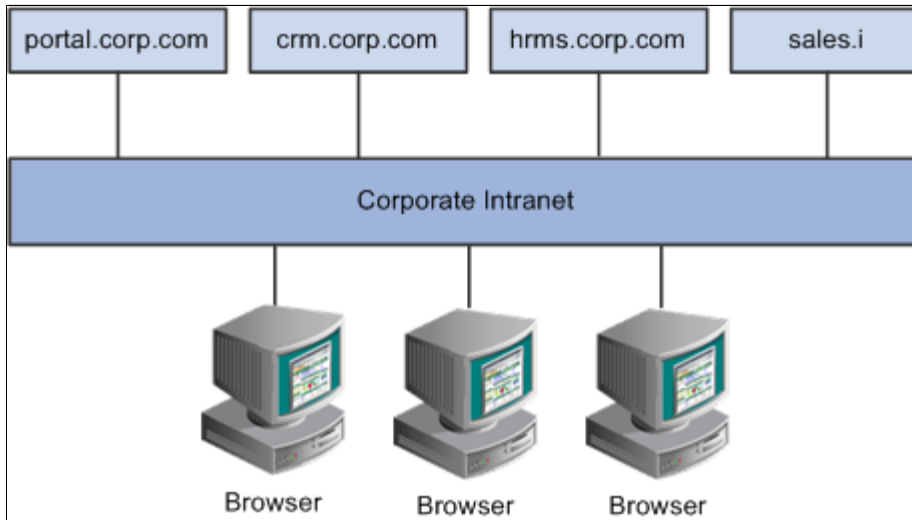 portal.corp.com
crm.corp.com
hrms.corp.com
sales.i
Corporate Intranet
Browser
Browser
Browser